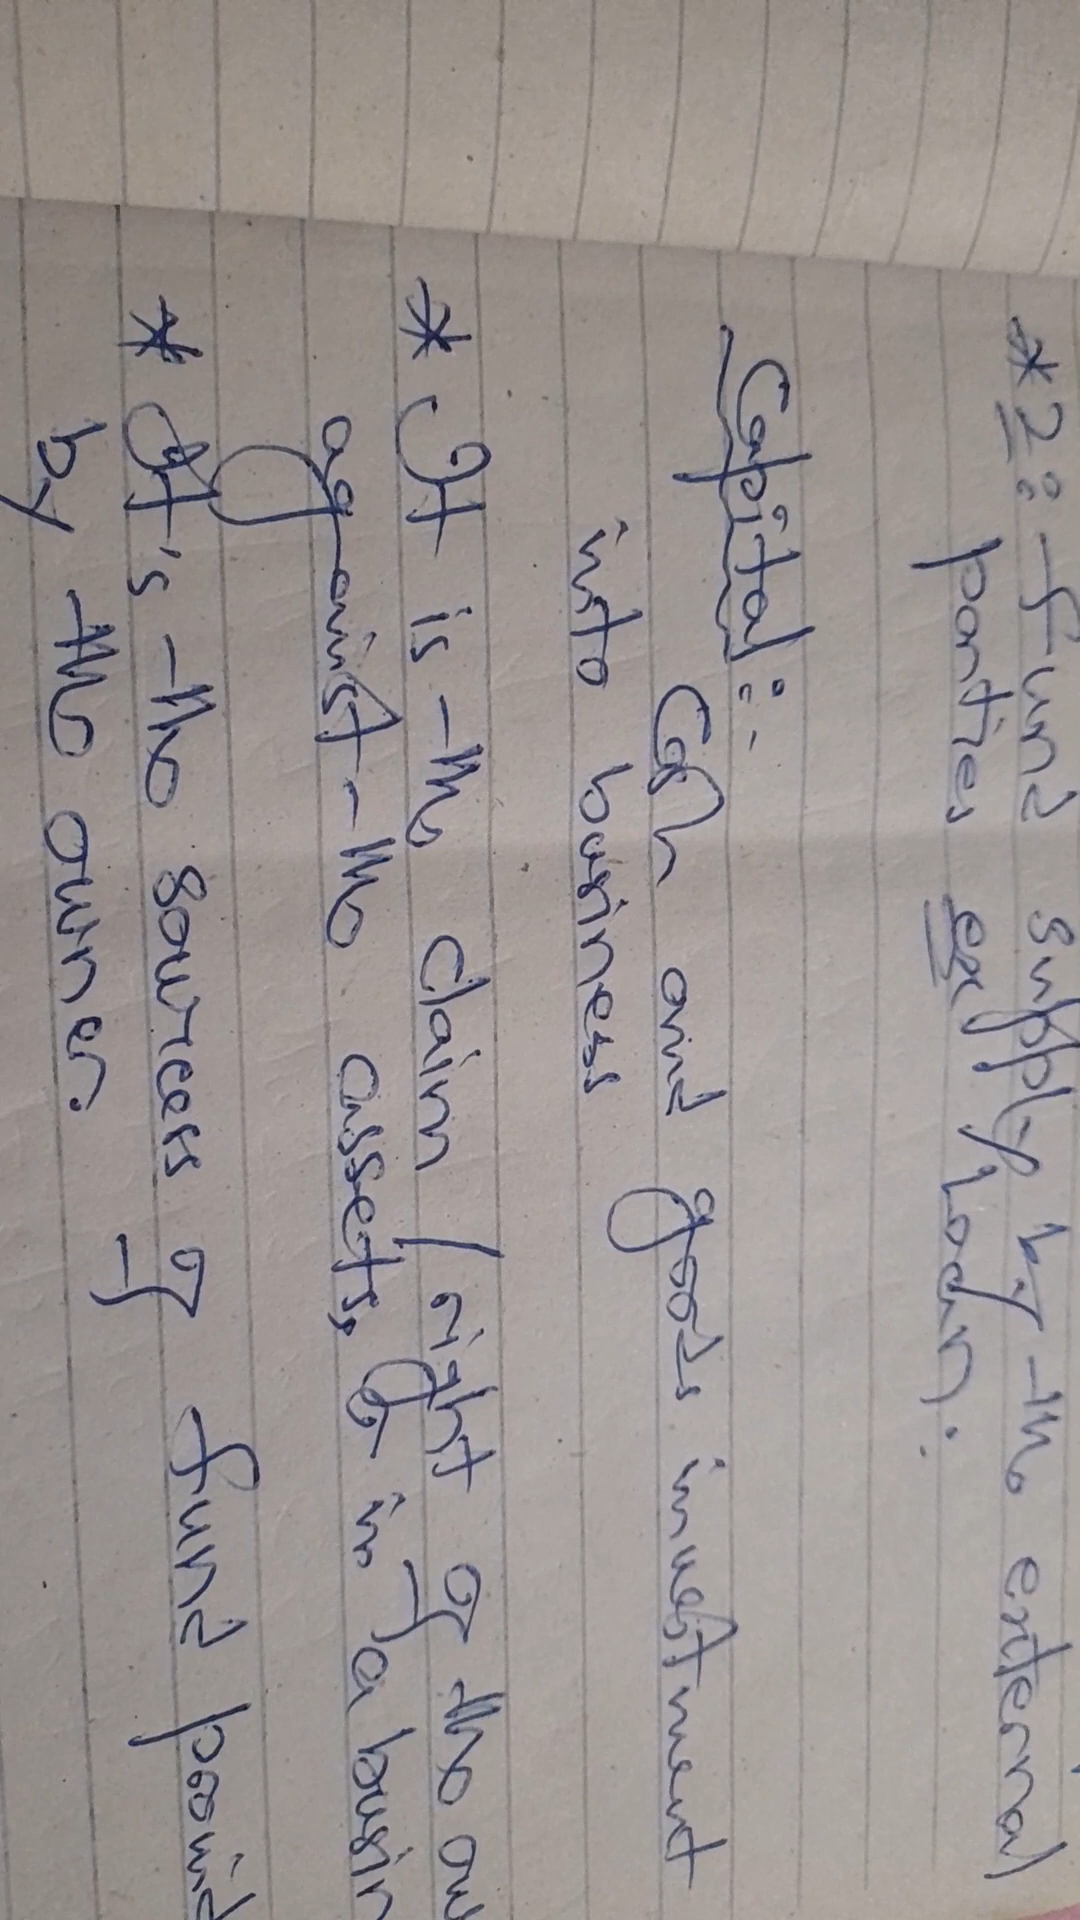 * 2:- fund supply by the external
parties ex Loan:
Capital:-
Cash and goods investment
into business
* It is the claim / right of the ow
against the assets, in a busin
* It's the sources of fund provid
by the owner.